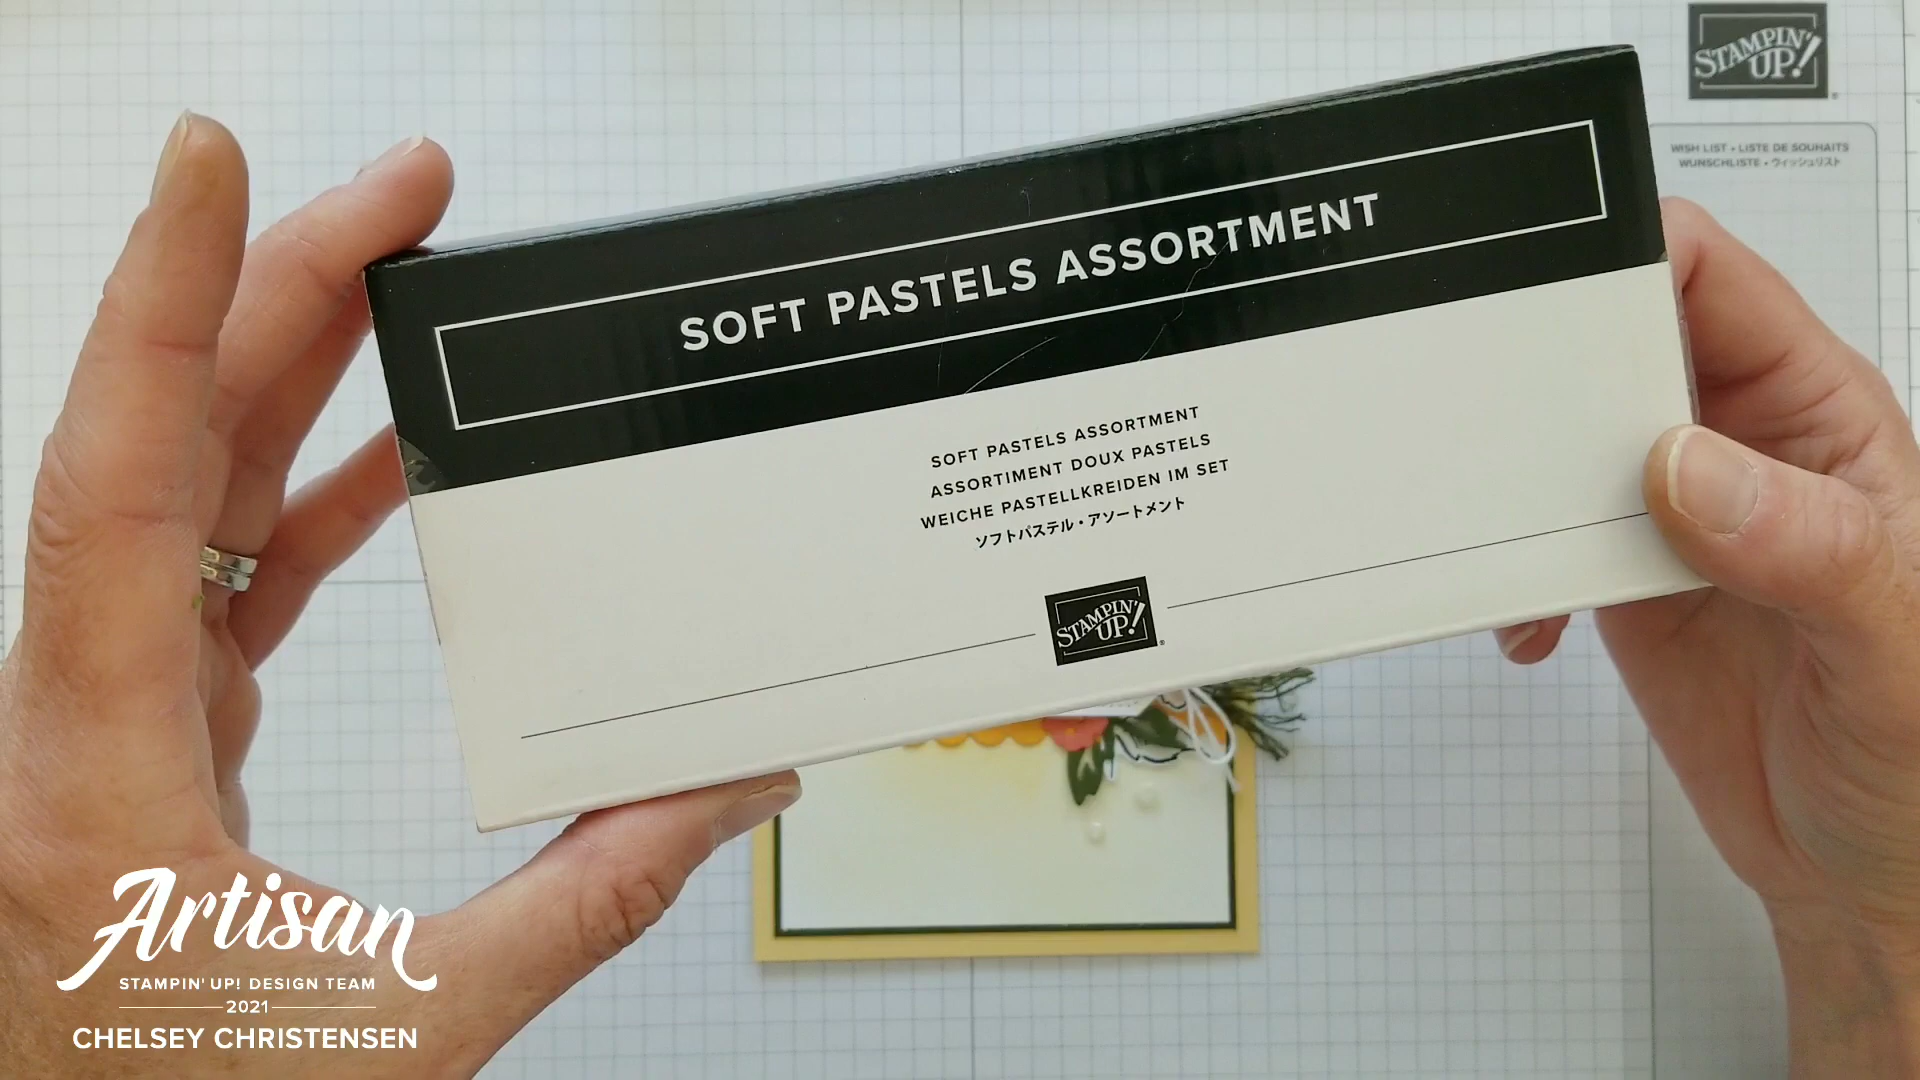 STAMPIN'
UP!
WISH LIST • LISTE DE SOUHAITS
WUNSCHLISTE • ウィッシュリスト
SOFT PASTELS ASSORTMENT
SOFT PASTELS ASSORTMENT
ASSORTIMENT DOUX PASTELS
WEICHE PASTELLKREIDEN IM SET
ソフトパステル・アソートメント
STAMPIN'
UP!
Artisan
STAMPIN' UP! DESIGN TEAM
2021
CHELSEY CHRISTENSEN